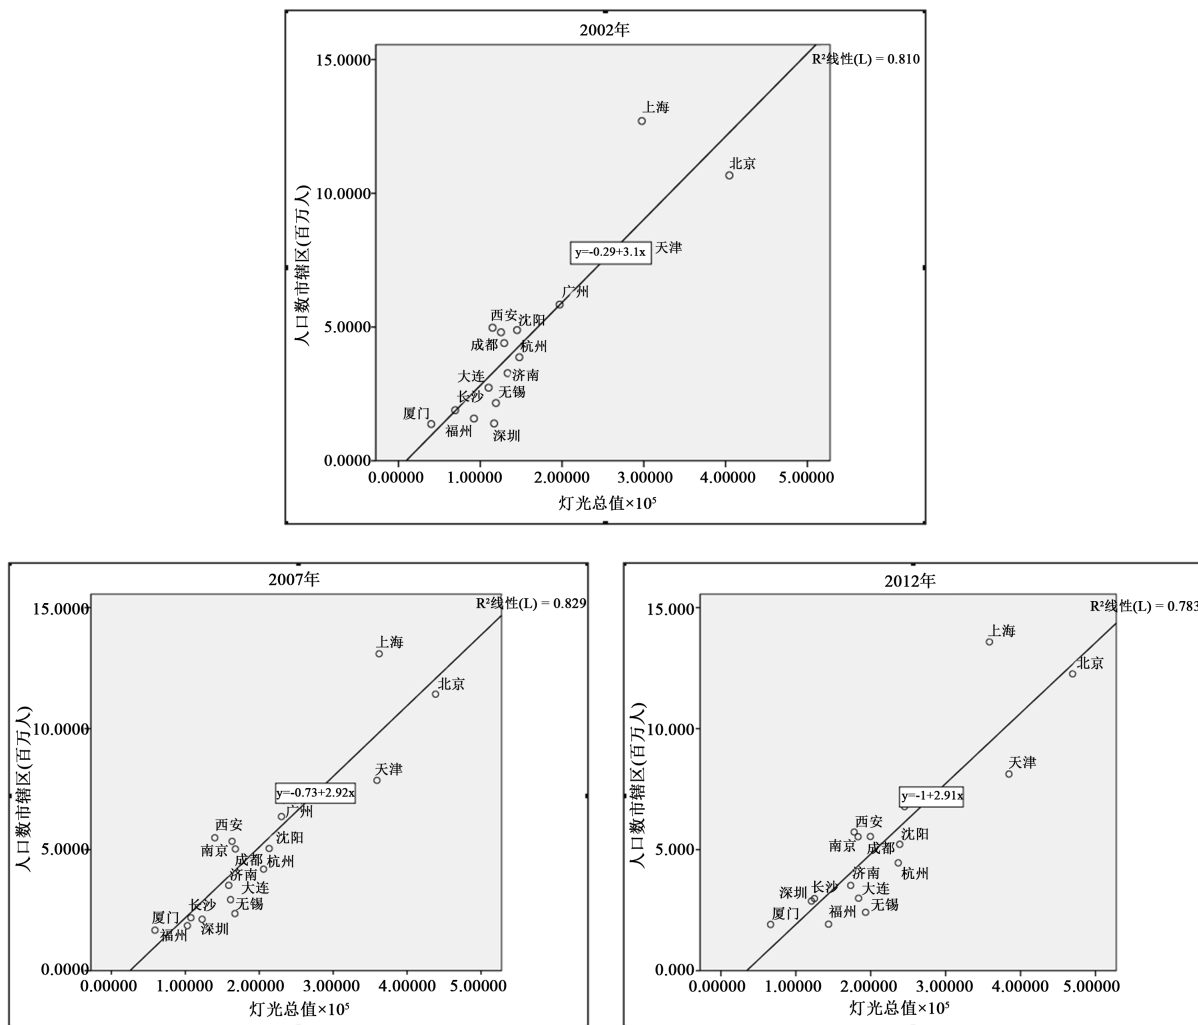 2002年
R²线性(L) = 0.810
15.0000
上海
北京
10.0000
人口数市辖区(百万人)
天津
y=-0.29+3.1x
广州
西安
沈阳
5.0000
成都
杭州
大连
济南
长沙
无锡
厦门
福州
深圳
0.0000
0.00000 1.00000 2.00000 3.00000 4.00000 5.00000
灯光总值×10⁵
2007年
R²线性(L) = 0.829
15.0000
上海
北京
10.0000
人口数市辖区(百万人)
天津
y=-0.73+2.92x
广州
西安
沈阳
南京
5.0000
成都
杭州
济南
大连
长沙
无锡
厦门
福州
深圳
0.0000
0.00000 1.00000 2.00000 3.00000 4.00000 5.00000
灯光总值×10⁵
2012年
R²线性(L) = 0.783
15.000
上海
北京
10.000
人口数市辖区(百万人)
天津
y=-1+2.91x
西安
沈阳
南京
成都
5.000
杭州
济南
深圳
长沙
大连
无锡
厦门
福州
0.000
0.00000 1.00000 2.00000 3.00000 4.00000 5.00000
灯光总值×10⁵